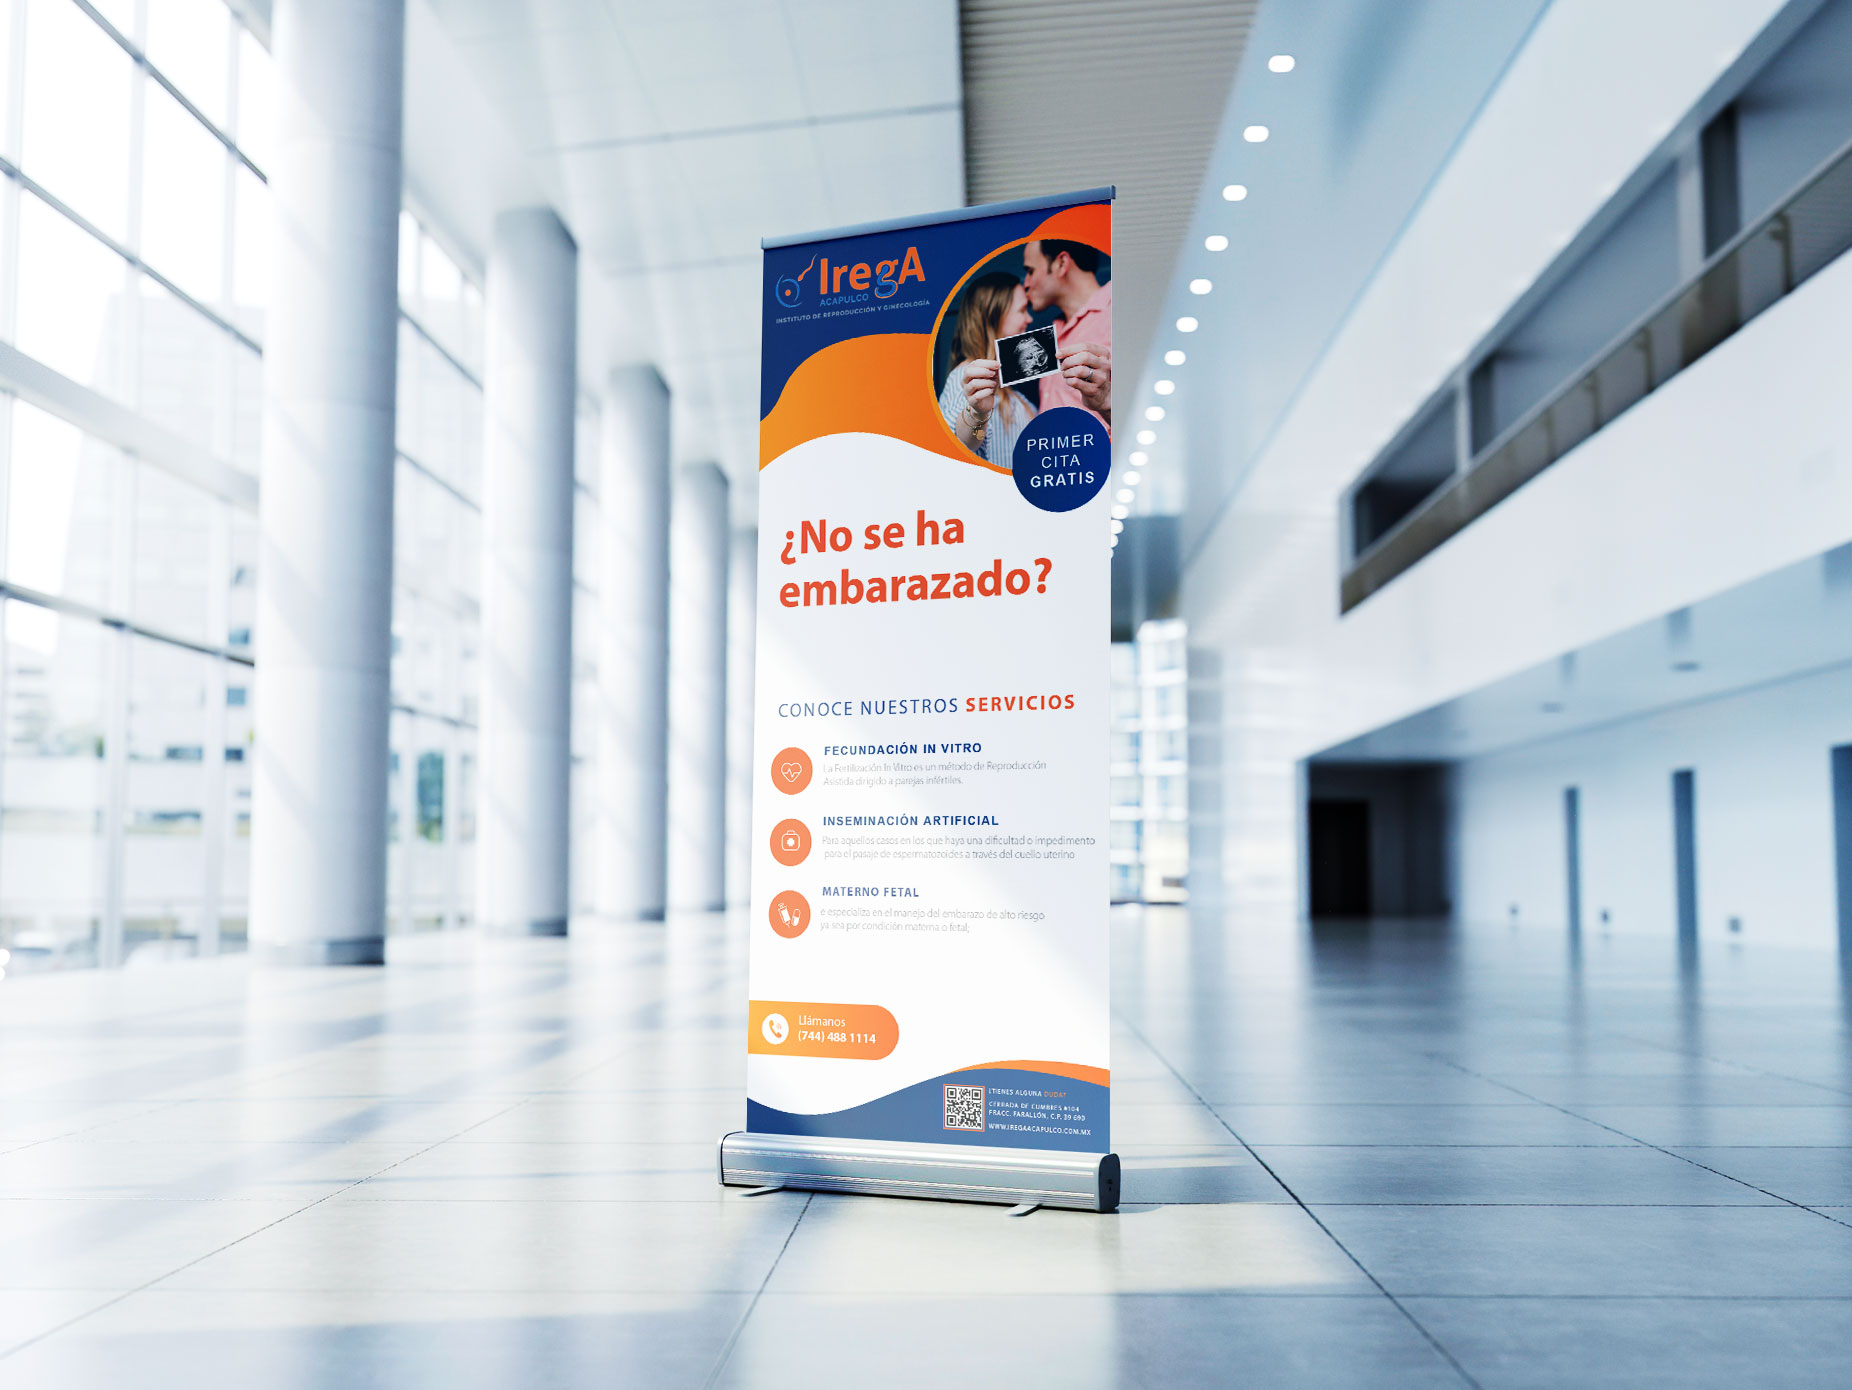 IregA
ACAPULCO
INSTITUTO DE REPRODUCCIÓN Y GINECOLOGÍA
PRIMER
CITA
GRATIS
¿No se ha
embarazado?
CONOCE NUESTROS SERVICIOS
FECUNDACIÓN IN VITRO
La Fertilización In Vitro es un método de Reproducción
Asistida dirigido a parejas infértiles.
INSEMINACIÓN ARTIFICIAL
Para aquellos casos en los que haya una dificultad o impedimento
para el pasaje de espermatozoides a través del cuello uterino
MATERNO FETAL
e especializa en el manejo del embarazo de alto riesgo
ya sea por condición materna o fetal;
Llámanos
(744) 488 1114
¿TIENES ALGUNA DUDA?
CERRADA DE CUMBRES #104
FRACC. FARALLÓN, C.P. 39 690
WWW.IREGAACAPULCO.COM.MX